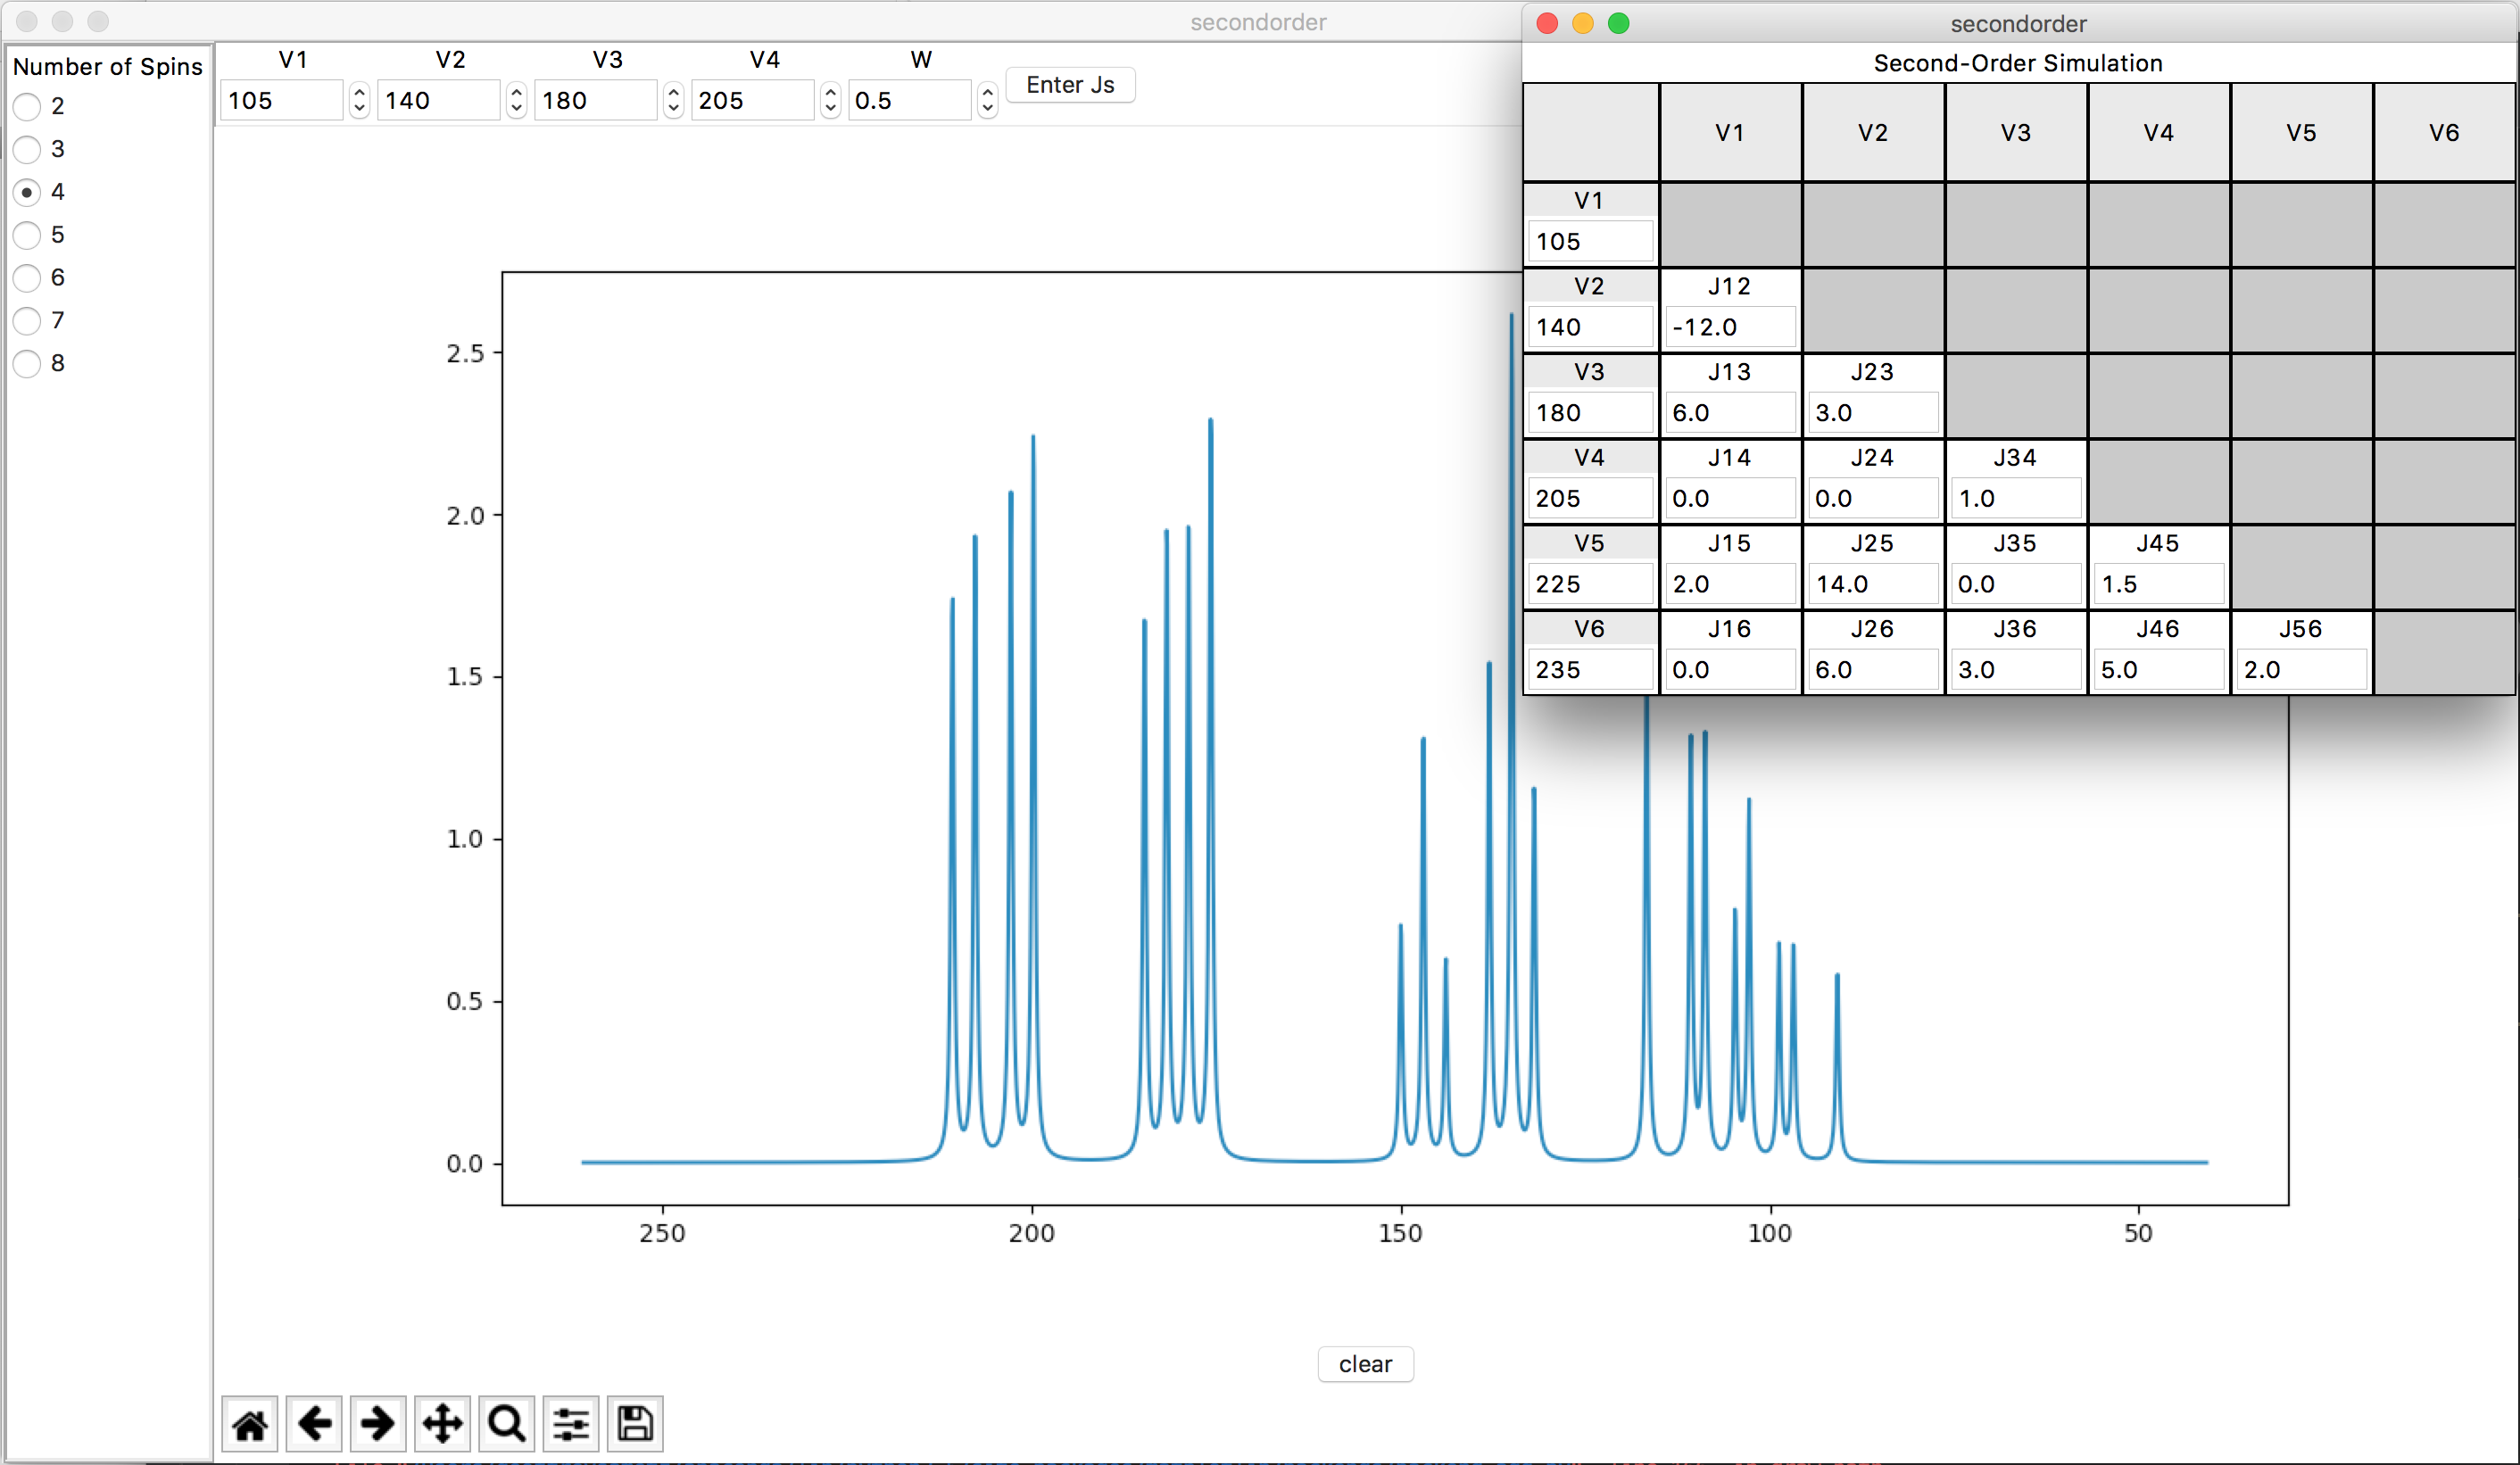 secondorder
Number of Spins
2
3
4
5
6
7
8
V1 V2 V3 V4 W
105 140 180 205 0.5 Enter Js
2.5
2.0
1.5
1.0
0.5
0.0
250 200 150 100 50
clear
secondorder
Second-Order Simulation
V1 V2 V3 V4 V5 V6
V1
105
V2 J12
140 -12.0
V3 J13 J23
180 6.0 3.0
V4 J14 J24 J34
205 0.0 0.0 1.0
V5 J15 J25 J35 J45
225 2.0 14.0 0.0 1.5
V6 J16 J26 J36 J46 J56
235 0.0 6.0 3.0 5.0 2.0